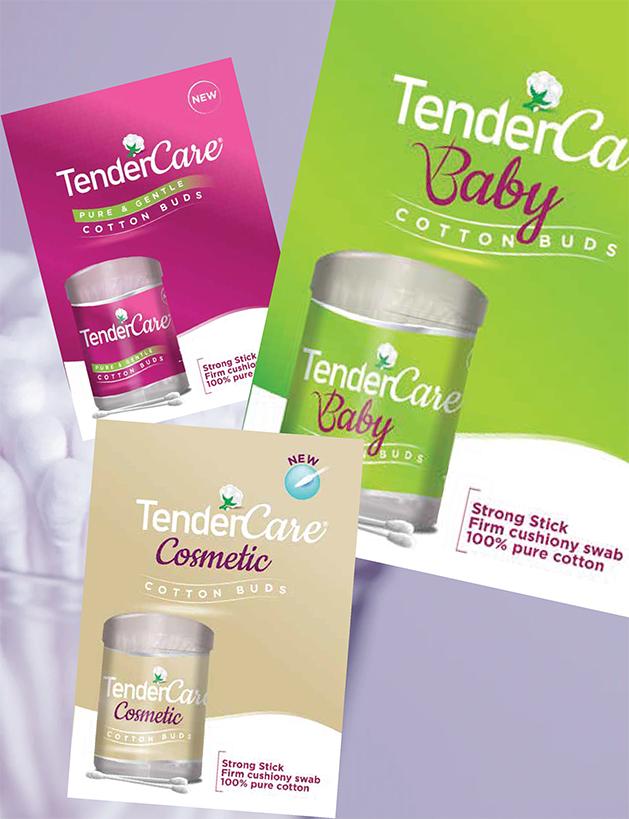 NEW
TenderCare®
PURE & GENTLE
COTTON BUDS
TenderCare
PURE & GENTLE
COTTON BUDS
Strong Stick
Firm cushio
100% pure
TenderCa
Baby
COTTON BUDS
TenderCare
Baby
COTTON BUDS
Strong Stick
Firm cushiony swab
100% pure cotton
NEW
TenderCare®
Cosmetic
COTTON BUDS
TenderCare
Cosmetic
COTTON BUDS
Strong Stick
Firm cushiony swab
100% pure cotton